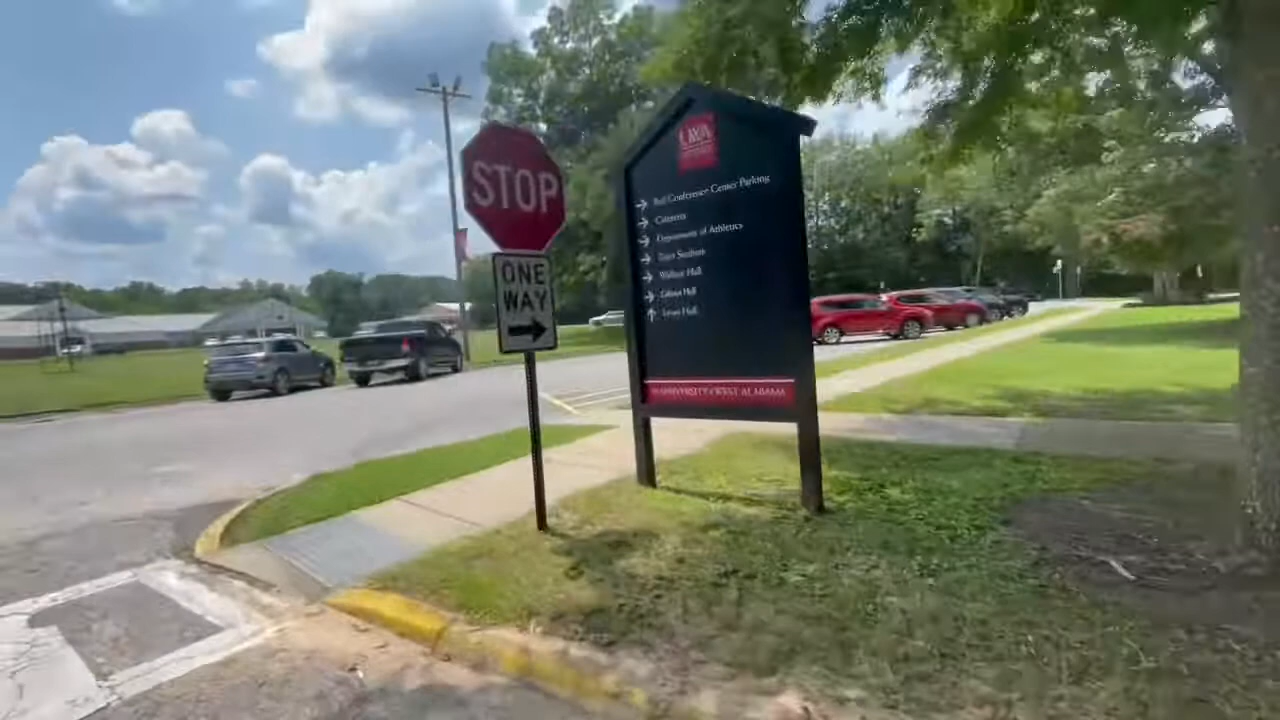 STOP
ONE
WAY
UWA
Bell Conference Center Parking
Cafeteria
Department of Athletics
Tiger Stadium
Wallace Hall
Gilbert Hall
Lyon Hall
UNIVERSITY of WEST ALABAMA